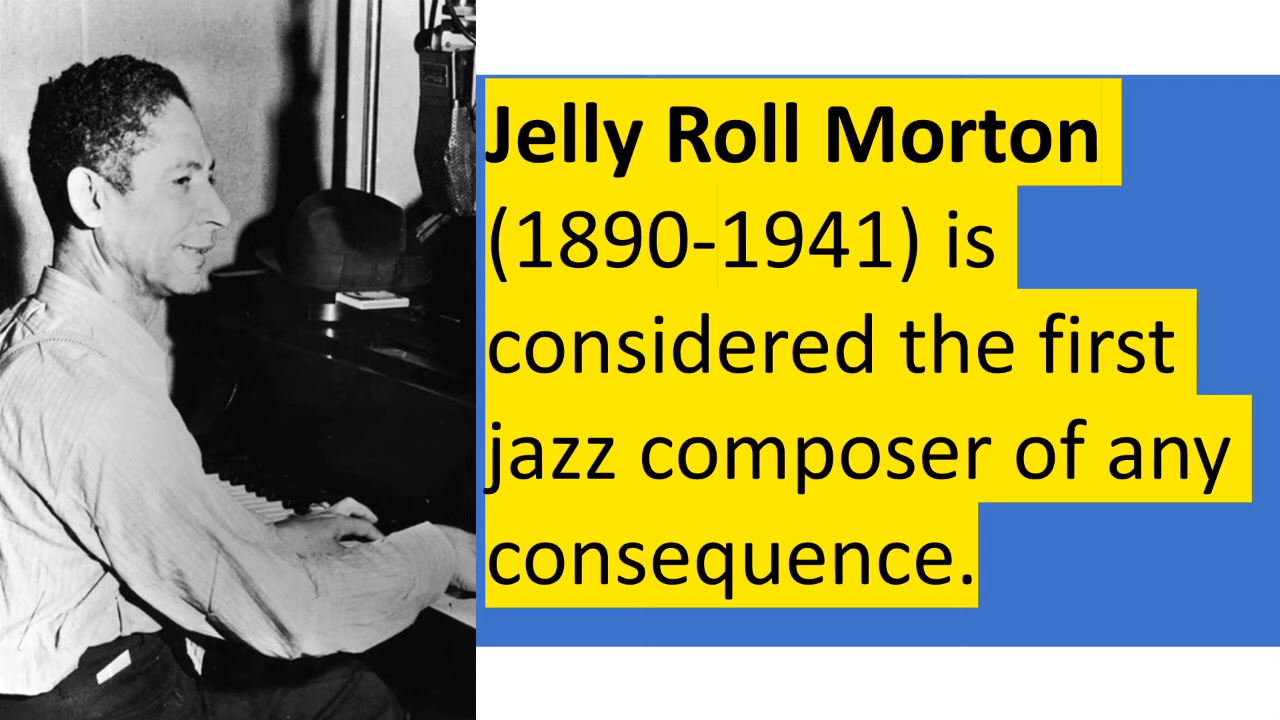 Jelly Roll Morton
(1890-1941) is
considered the first
jazz composer of any
consequence.